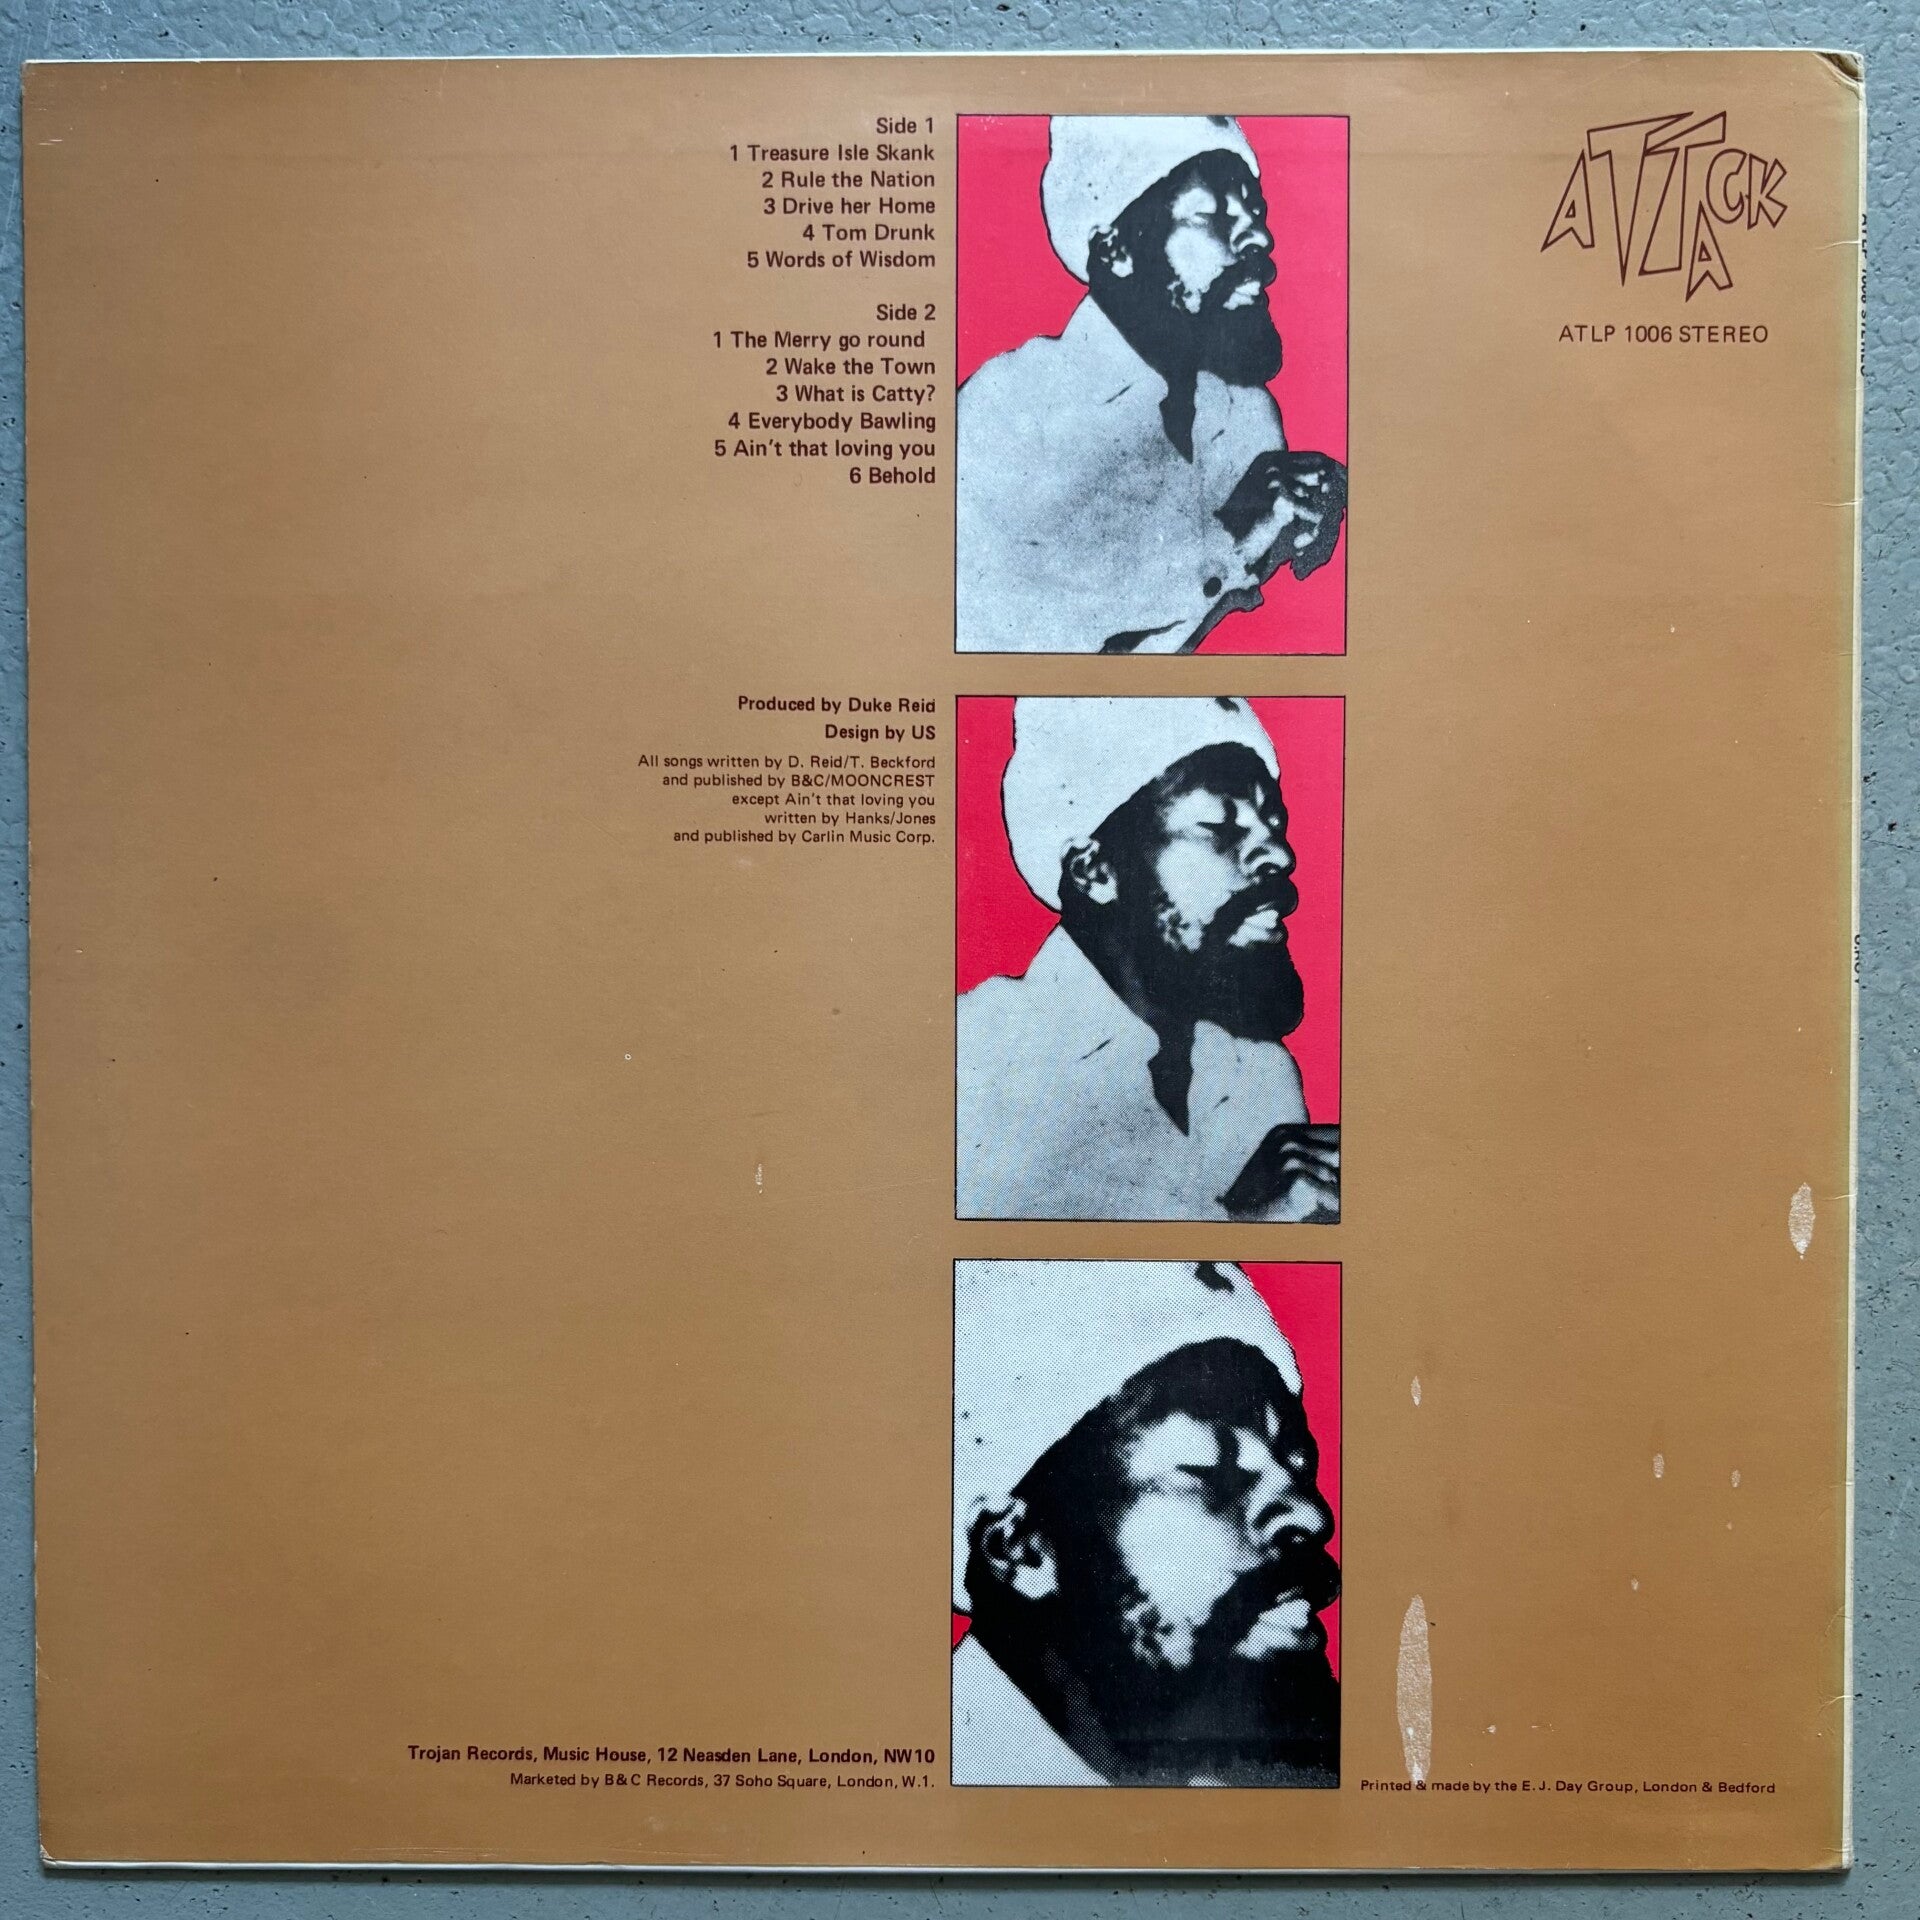 Side 1
1 Treasure Isle Skank
2 Rule the Nation
3 Drive her Home
4 Tom Drunk
5 Words of Wisdom
Side 2
1 The Merry go round
2 Wake the Town
3 What is Catty?
4 Everybody Bawling
5 Ain't that loving you
6 Behold
ATTACK
ATLP 1006 STEREO
Produced by Duke Reid
Design by US
All songs written by D. Reid/T. Beckford
and published by B&C/MOONCREST
except Ain't that loving you
written by Hanks/Jones
and published by Carlin Music Corp.
Trojan Records, Music House, 12 Neasden Lane, London, NW10
Marketed by B&C Records, 37 Soho Square, London, W.1.
Printed & made by the E.J. Day Group, London & Bedford